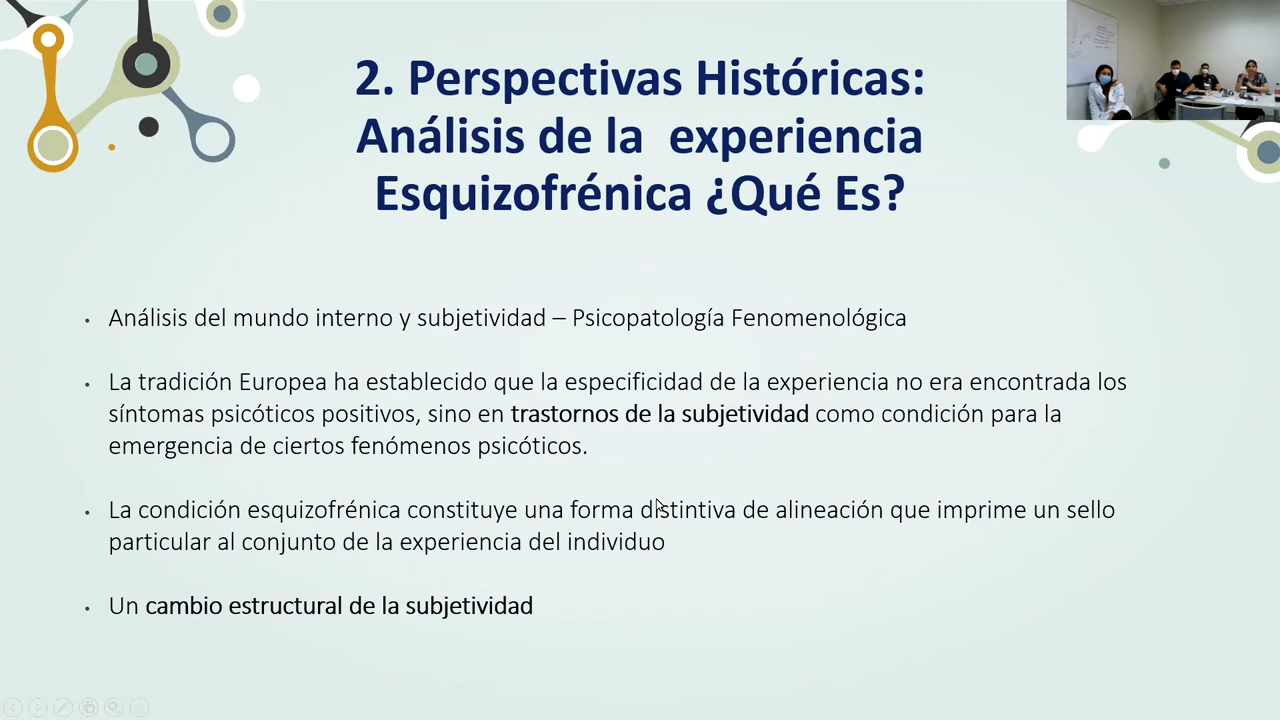 2. Perspectivas Históricas:
Análisis de la experiencia
Esquizofrénica ¿Qué Es?
• Análisis del mundo interno y subjetividad – Psicopatología Fenomenológica
• La tradición Europea ha establecido que la especificidad de la experiencia no era encontrada los
síntomas psicóticos positivos, sino en trastornos de la subjetividad como condición para la
emergencia de ciertos fenómenos psicóticos.
• La condición esquizofrénica constituye una forma distintiva de alineación que imprime un sello
particular al conjunto de la experiencia del individuo
• Un cambio estructural de la subjetividad